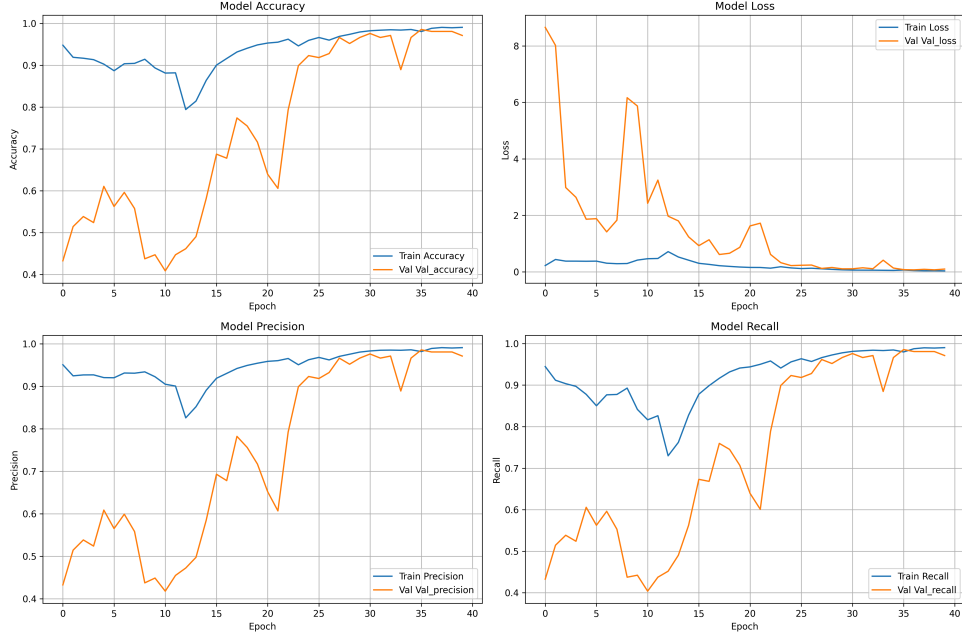 Model Accuracy
1.0
0.9
0.8
0.7
0.6
0.5
0.4
Accuracy
0 5 10 15 20 25 30 35 40
Epoch
Train Accuracy
Val Val_accuracy
Model Loss
8
6
4
2
0
Loss
0 5 10 15 20 25 30 35 40
Epoch
Train Loss
Val Val_loss
Model Precision
1.0
0.9
0.8
0.7
0.6
0.5
0.4
Precision
0 5 10 15 20 25 30 35 40
Epoch
Train Precision
Val Val_precision
Model Recall
1.0
0.9
0.8
0.7
0.6
0.5
0.4
Recall
0 5 10 15 20 25 30 35 40
Epoch
Train Recall
Val Val_recall